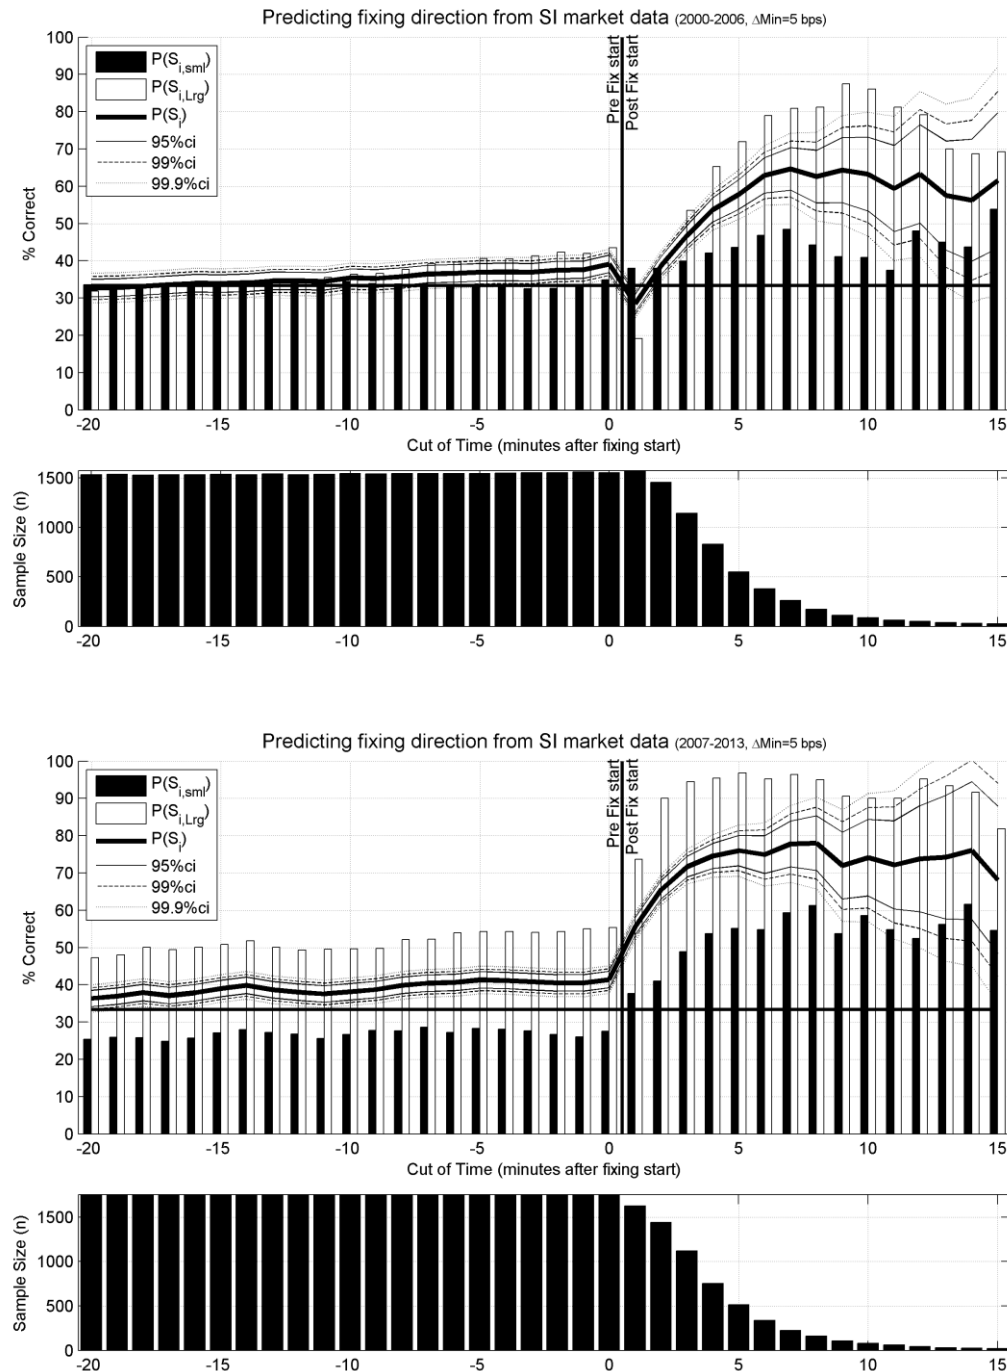 Predicting fixing direction from SI market data (2000-2006, ΔMin=5 bps)
100
90
80
70
60
50
40
30
20
10
0
% Correct
P(S_i,sml)
P(S_i,Lrg)
P(S_i)
95%ci
99%ci
99.9%ci
Pre Fix start
Post Fix start
-20 -15 -10 -5 0 5 10 15
Cut of Time (minutes after fixing start)
1500
1000
500
0
Sample Size (n)
-20 -15 -10 -5 0 5 10 15
Predicting fixing direction from SI market data (2007-2013, ΔMin=5 bps)
100
90
80
70
60
50
40
30
20
10
0
% Correct
P(S_i,sml)
P(S_i,Lrg)
P(S_i)
95%ci
99%ci
99.9%ci
Pre Fix start
Post Fix start
-20 -15 -10 -5 0 5 10 15
Cut of Time (minutes after fixing start)
1500
1000
500
0
Sample Size (n)
-20 -15 -10 -5 0 5 10 15